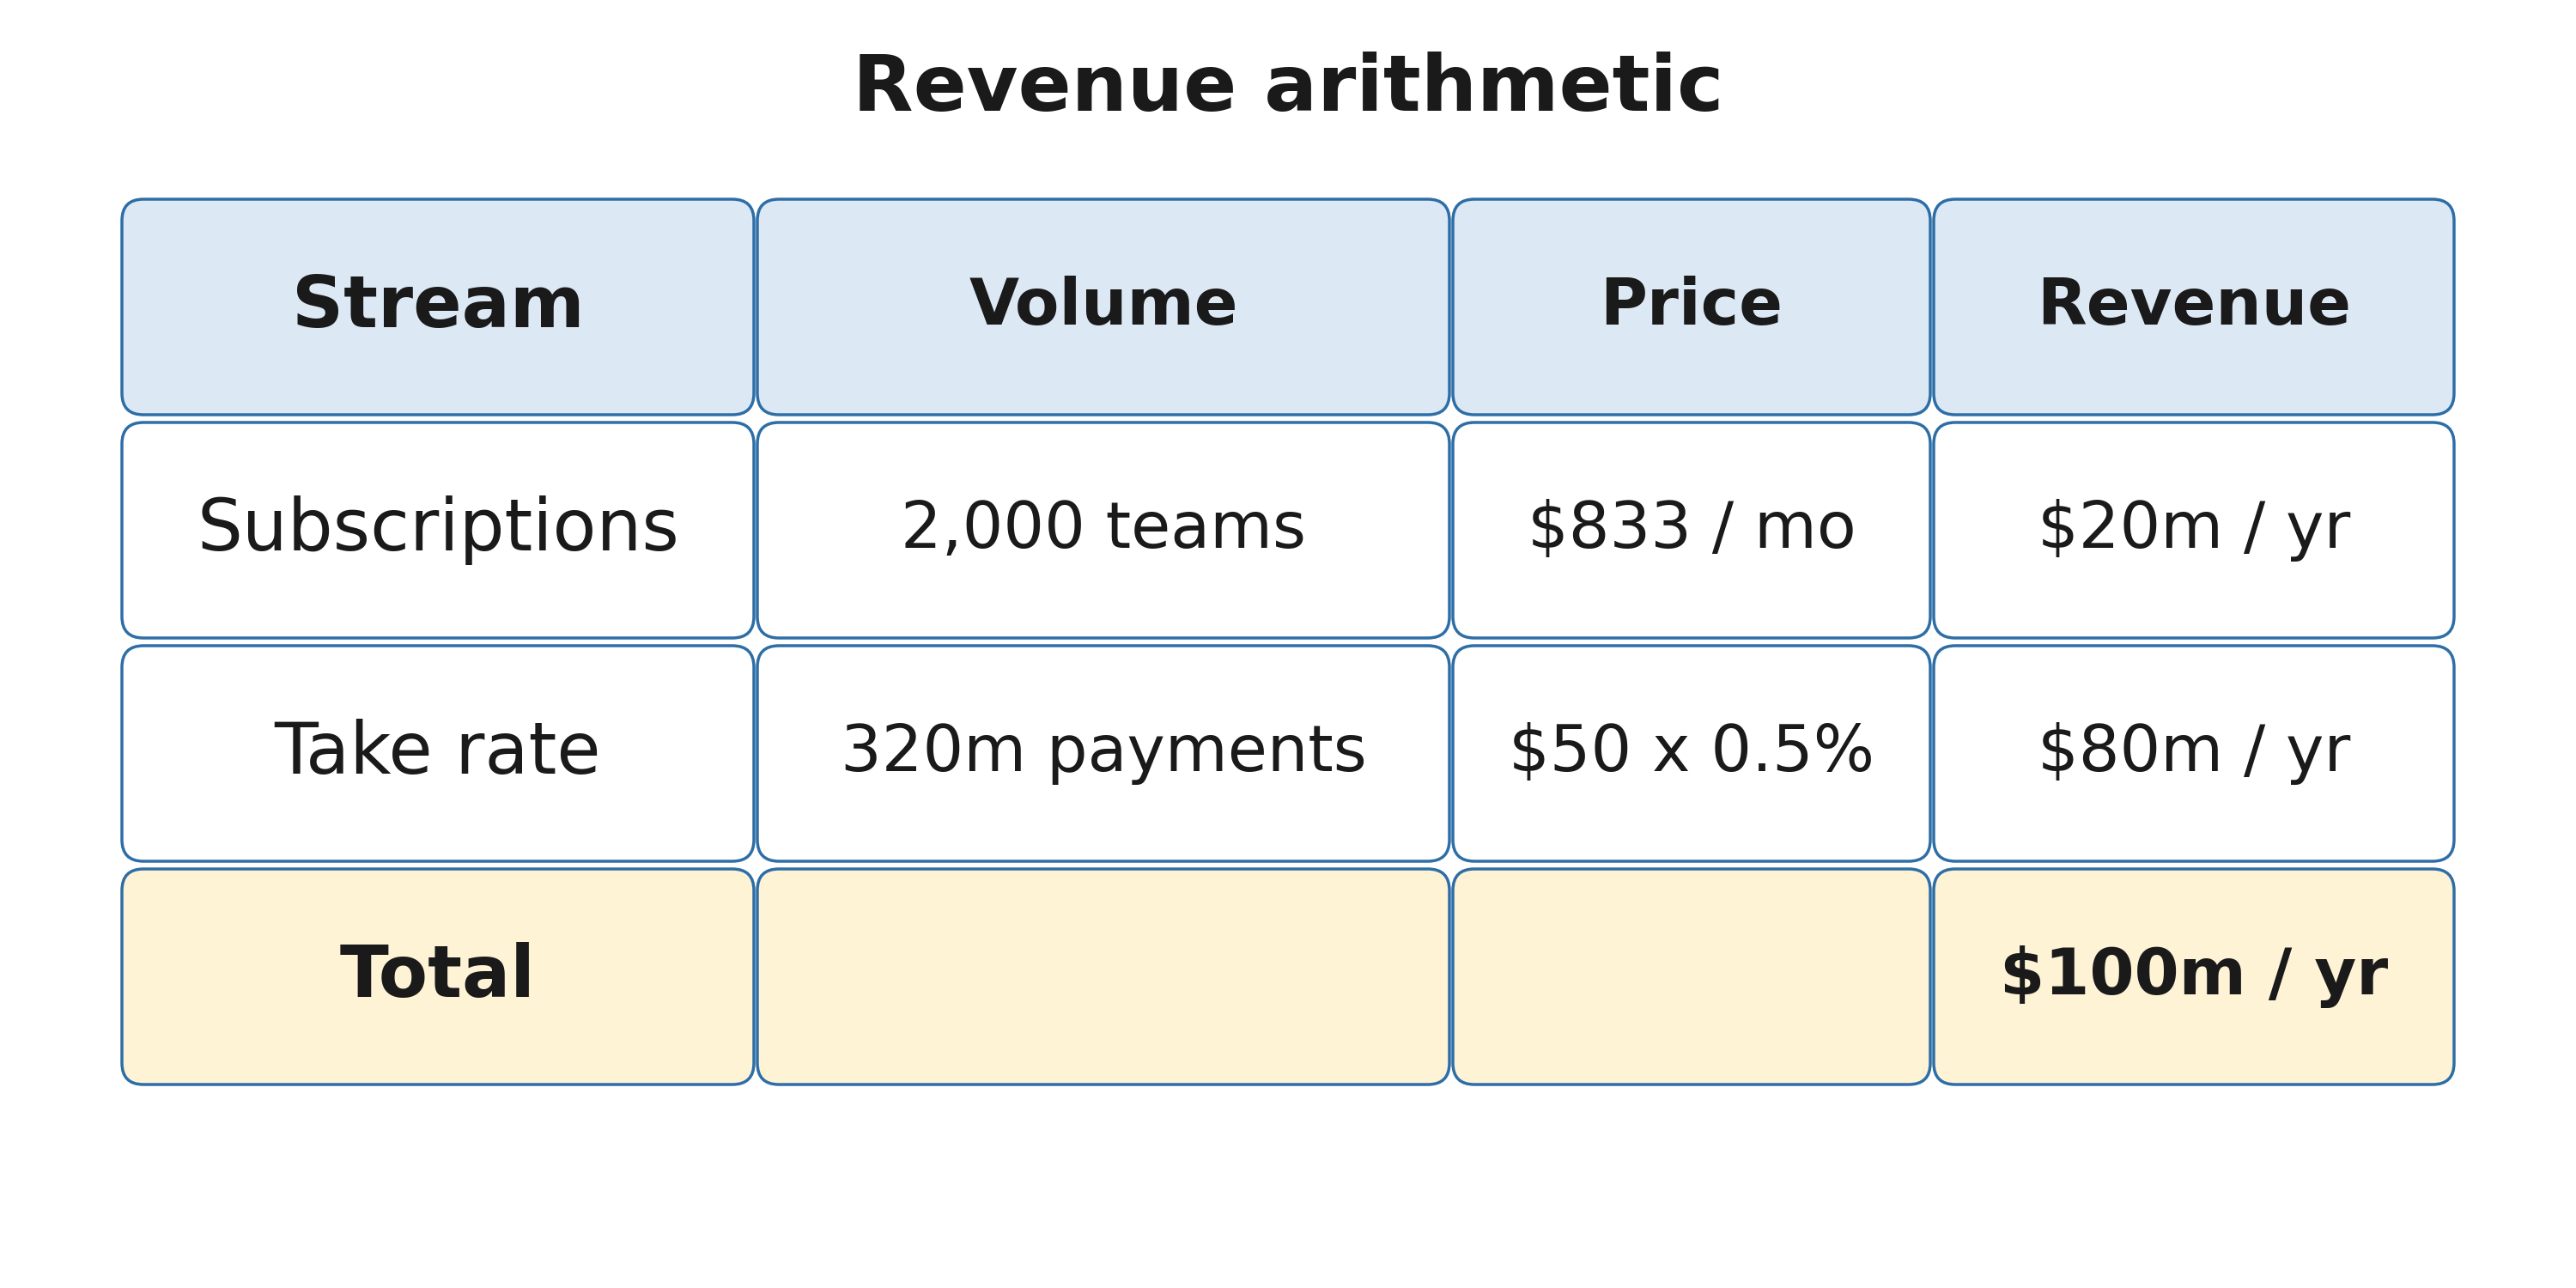 Revenue arithmetic
Stream Volume Price Revenue
Subscriptions 2,000 teams $833 / mo $20m / yr
Take rate 320m payments $50 x 0.5% $80m / yr
Total $100m / yr